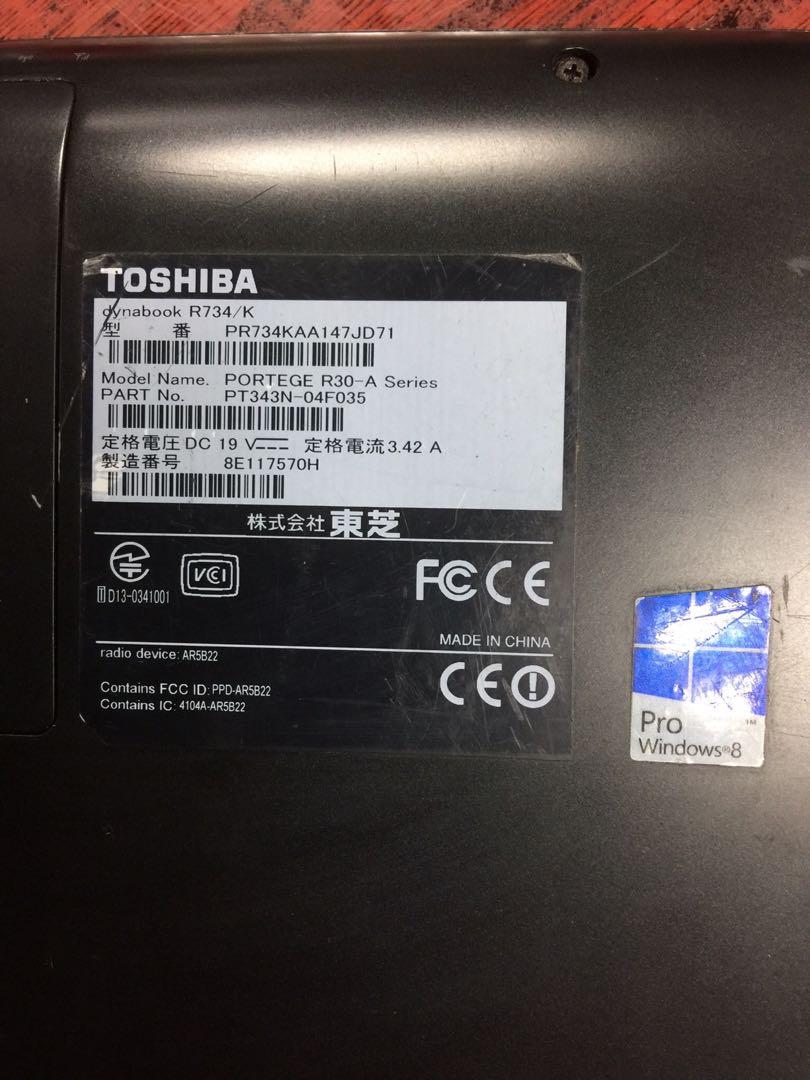 TOSHIBA
dynabook R734/K
型 番 PR734KAA147JD71
Model Name. PORTEGE R30-A Series
PART No. PT343N-04F035
定格電圧DC 19 V 定格電流3.42 A
製造番号 8E117570H
株式会社 東芝
VCI
FC CE
T D13-0341001
MADE IN CHINA
radio device: AR5B22
Contains FCC ID: PPD-AR5B22
Contains IC: 4104A-AR5B22
CE
Pro
Windows®8
TM